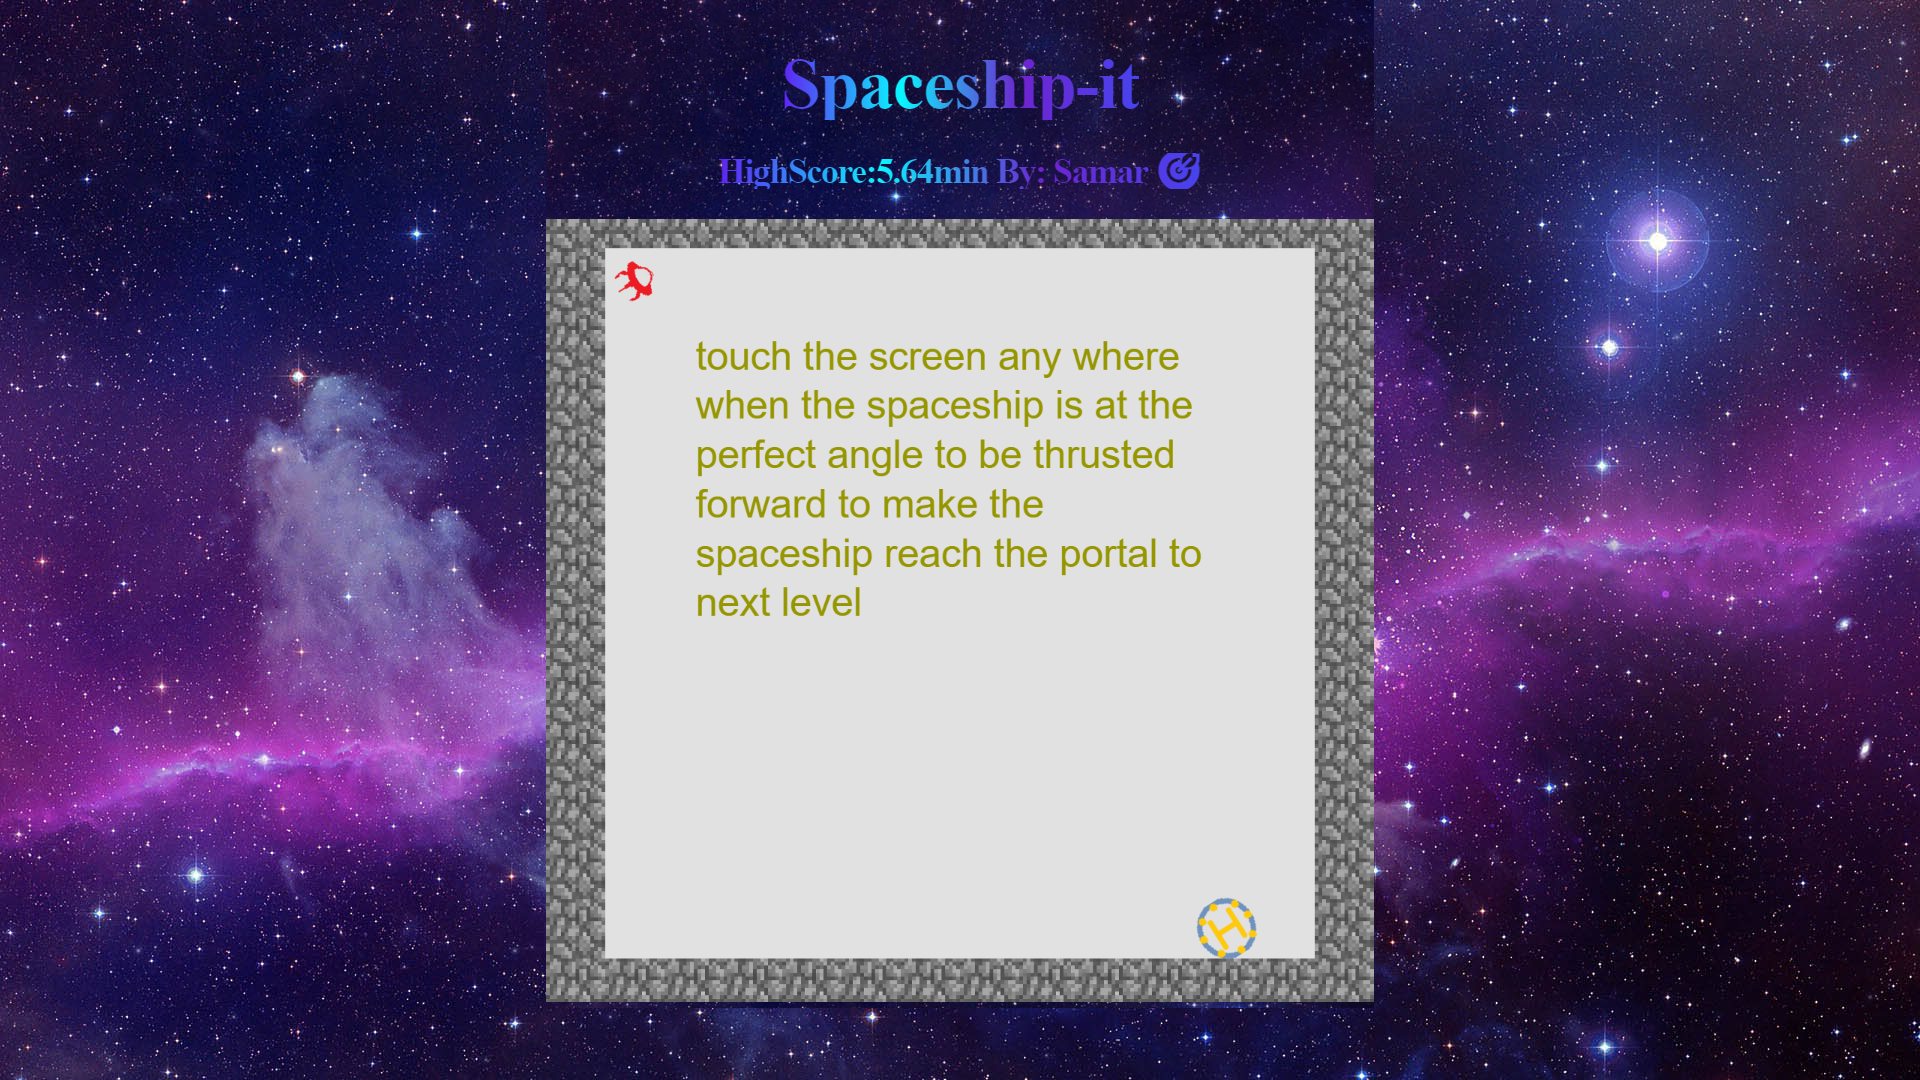 Spaceship-it
HighScore:5.64min By: Samar
touch the screen any where
when the spaceship is at the
perfect angle to be thrusted
forward to make the
spaceship reach the portal to
next level
H